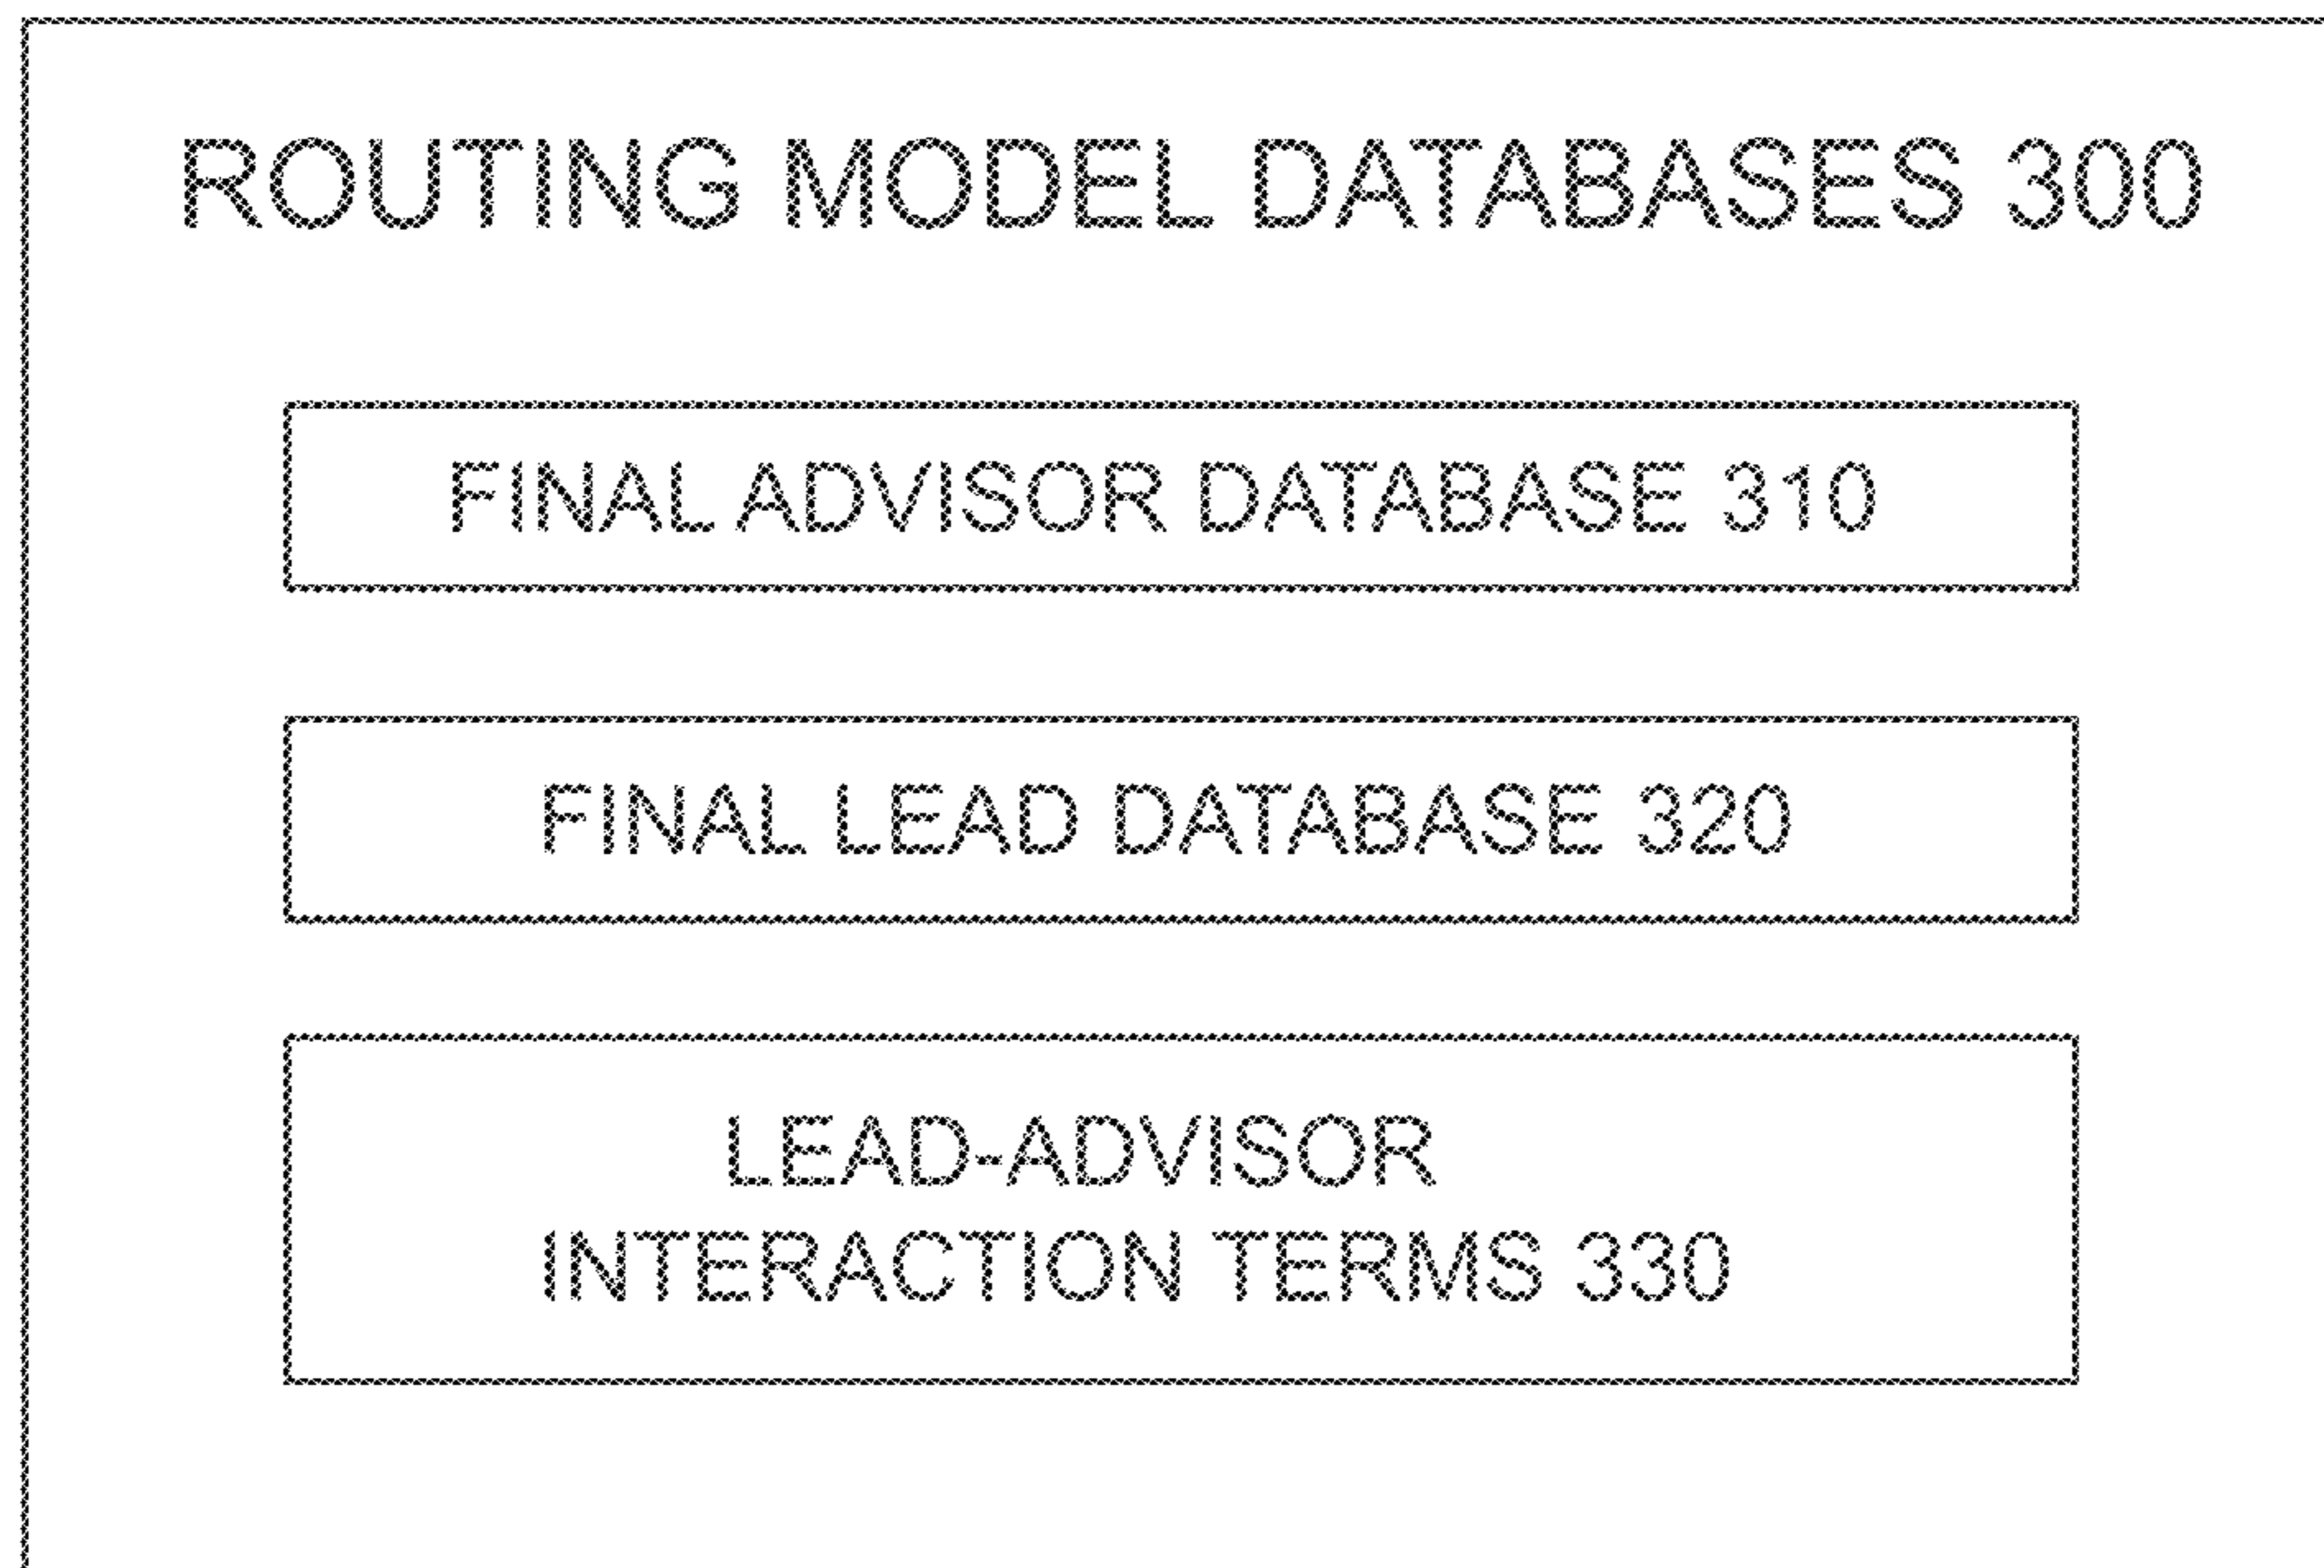 ROUTING MODEL DATABASES 300
FINAL ADVISOR DATABASE 310
FINAL LEAD DATABASE 320
LEAD-ADVISOR
INTERACTION TERMS 330